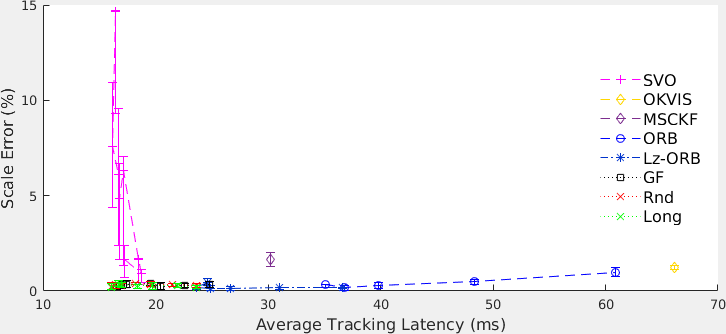 15
10
5
0
Scale Error (%)
10
20
30
40
50
60
70
Average Tracking Latency (ms)
SVO
OKVIS
MSCKF
ORB
Lz-ORB
GF
Rnd
Long